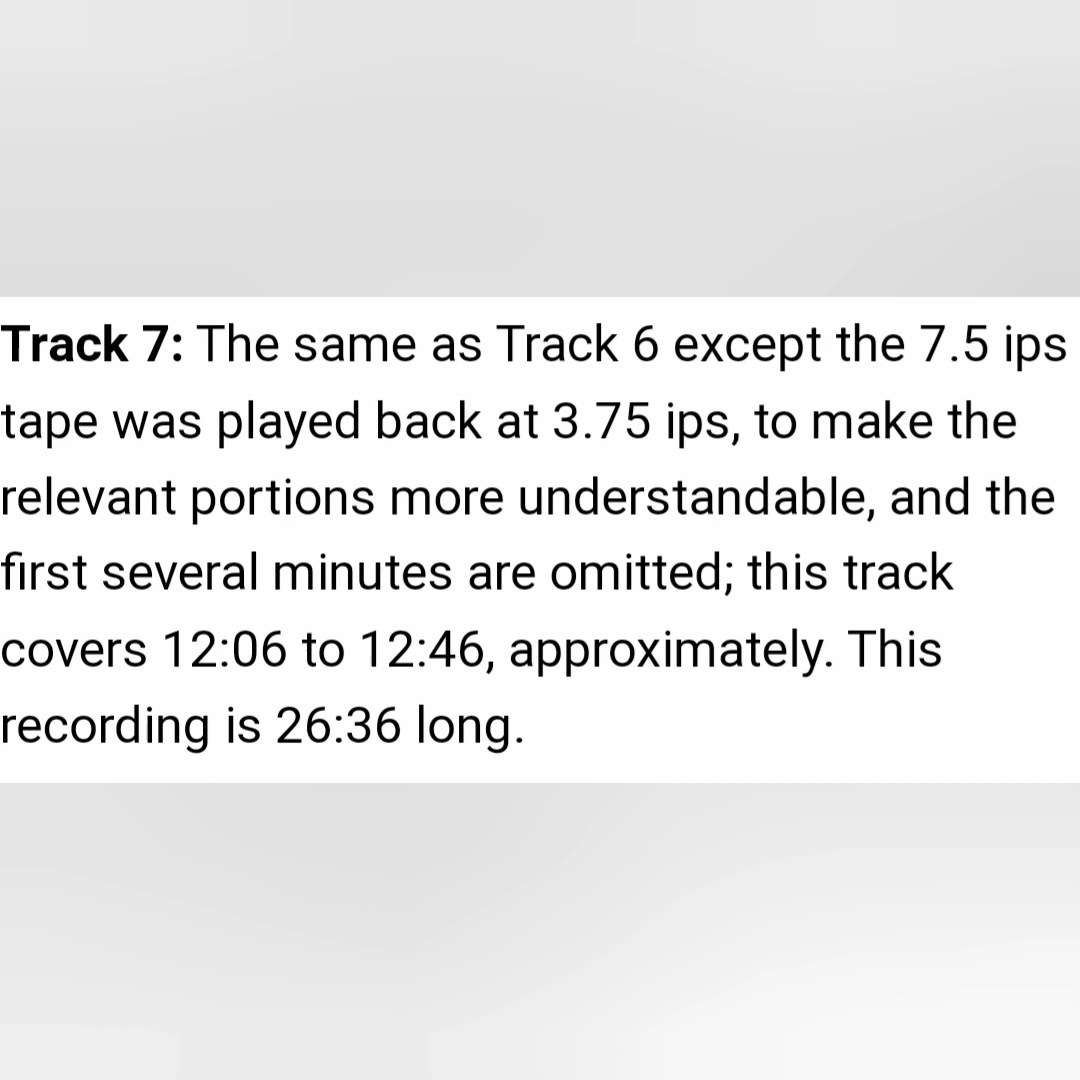 Track 7: The same as Track 6 except the 7.5 ips
tape was played back at 3.75 ips, to make the
relevant portions more understandable, and the
first several minutes are omitted; this track
covers 12:06 to 12:46, approximately. This
recording is 26:36 long.